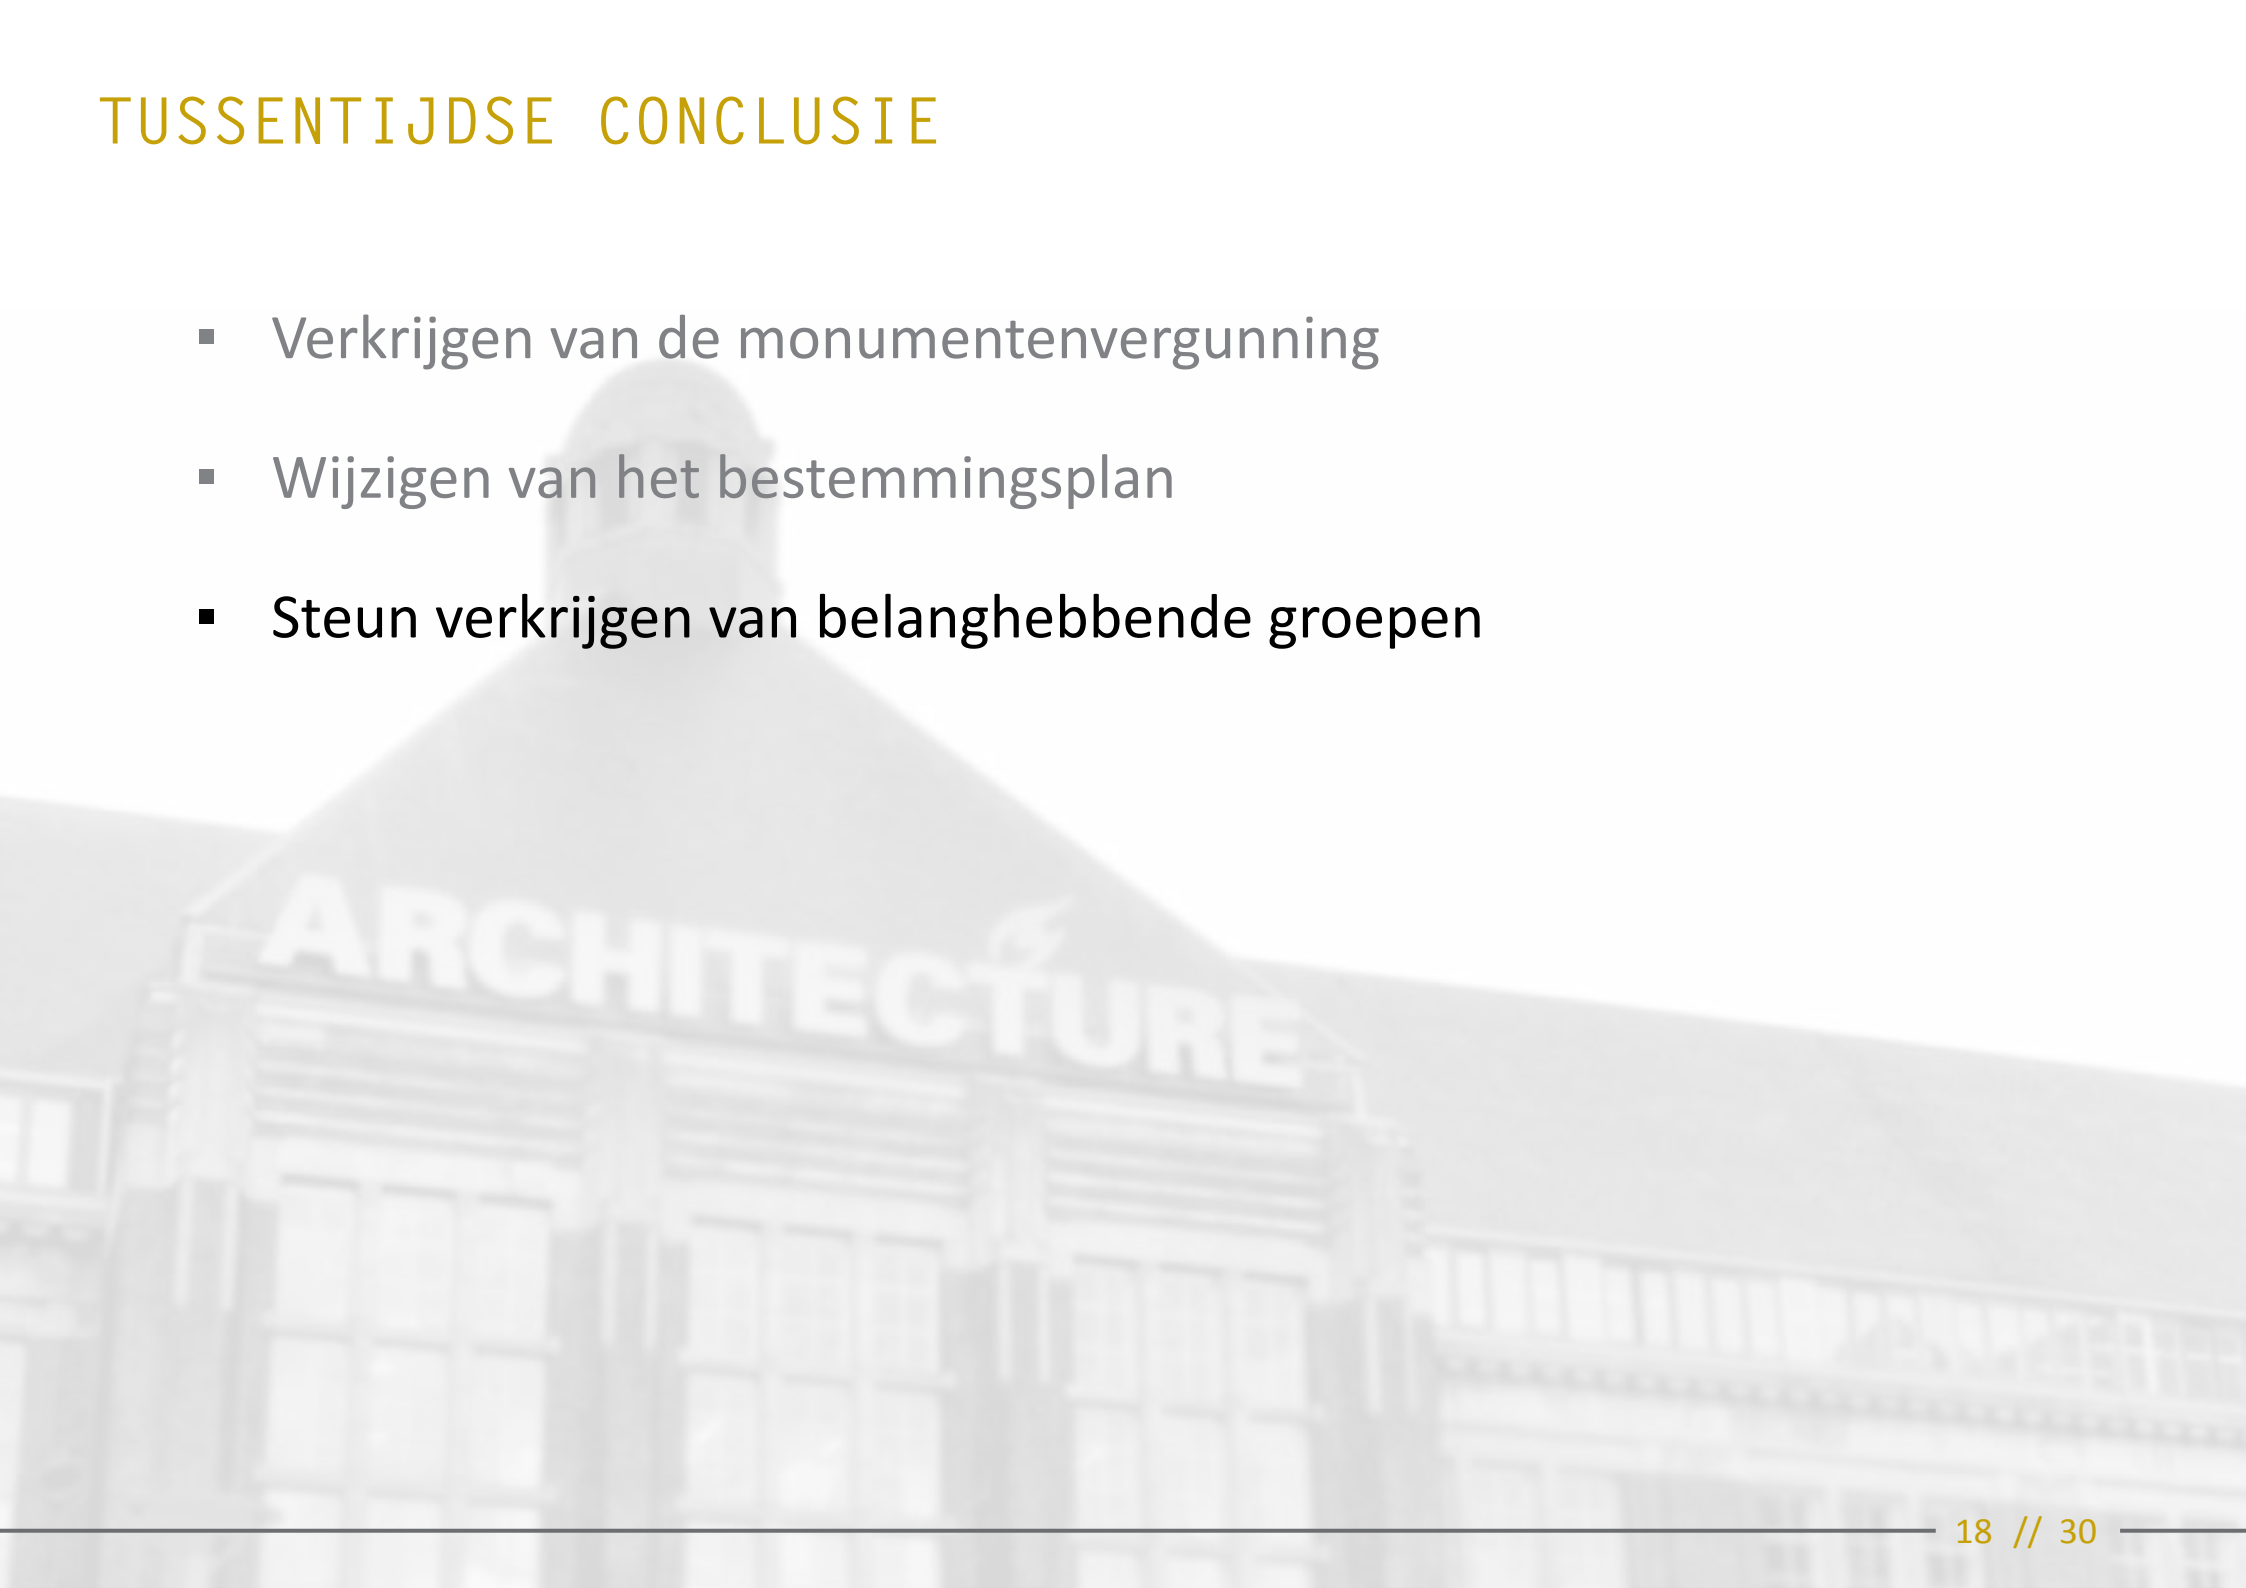 TUSSENTIJDSE CONCLUSIE
▪ Verkrijgen van de monumentenvergunning
▪ Wijzigen van het bestemmingsplan
▪ Steun verkrijgen van belanghebbende groepen
ARCHITECTURE
18 // 30